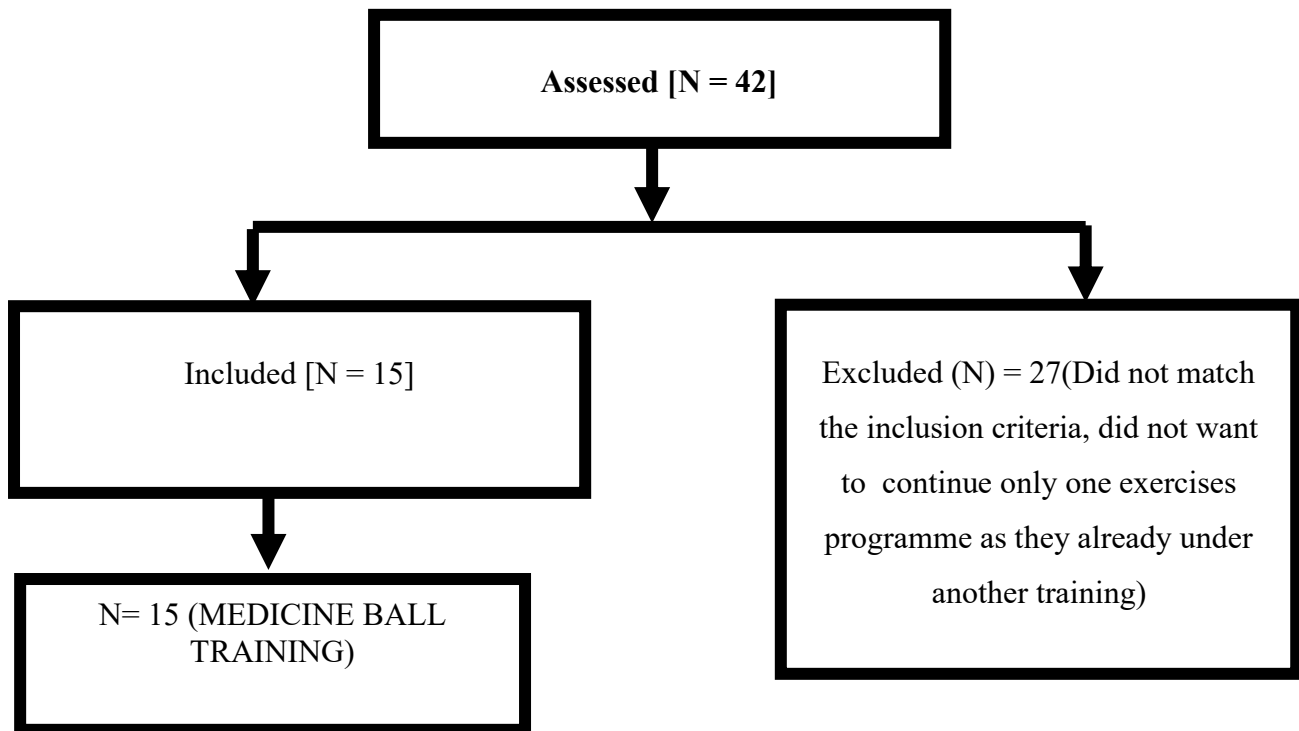 Assessed [N = 42]
Included [N = 15]
Excluded (N) = 27(Did not match
the inclusion criteria, did not want
to continue only one exercises
programme as they already under
another training)
N= 15 (MEDICINE BALL
TRAINING)